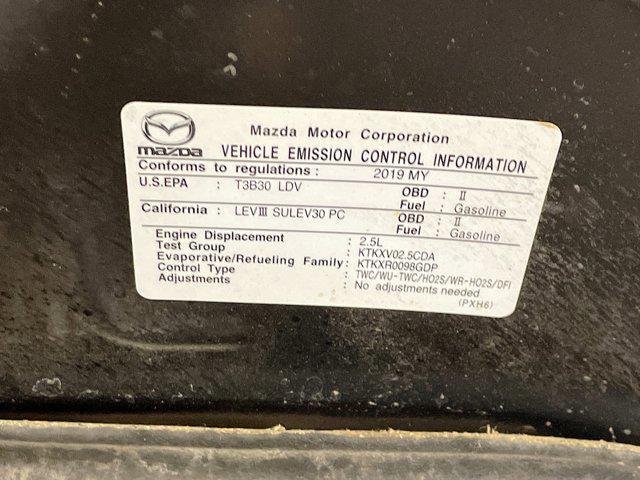 mazda
Mazda Motor Corporation
VEHICLE EMISSION CONTROL INFORMATION
Conforms to regulations : 2019 MY
U.S.EPA : T3B30 LDV OBD : II
Fuel : Gasoline
California : LEVIII SULEV30 PC OBD : II
Fuel : Gasoline
Engine Displacement : 2.5L
Test Group : KTKXV02.5CDA
Evaporative/Refueling Family : KTKXR0098GDP
Control Type : TWC/WU-TWC/HO2S/WR-HO2S/DFI
Adjustments : No adjustments needed
(PXH6)